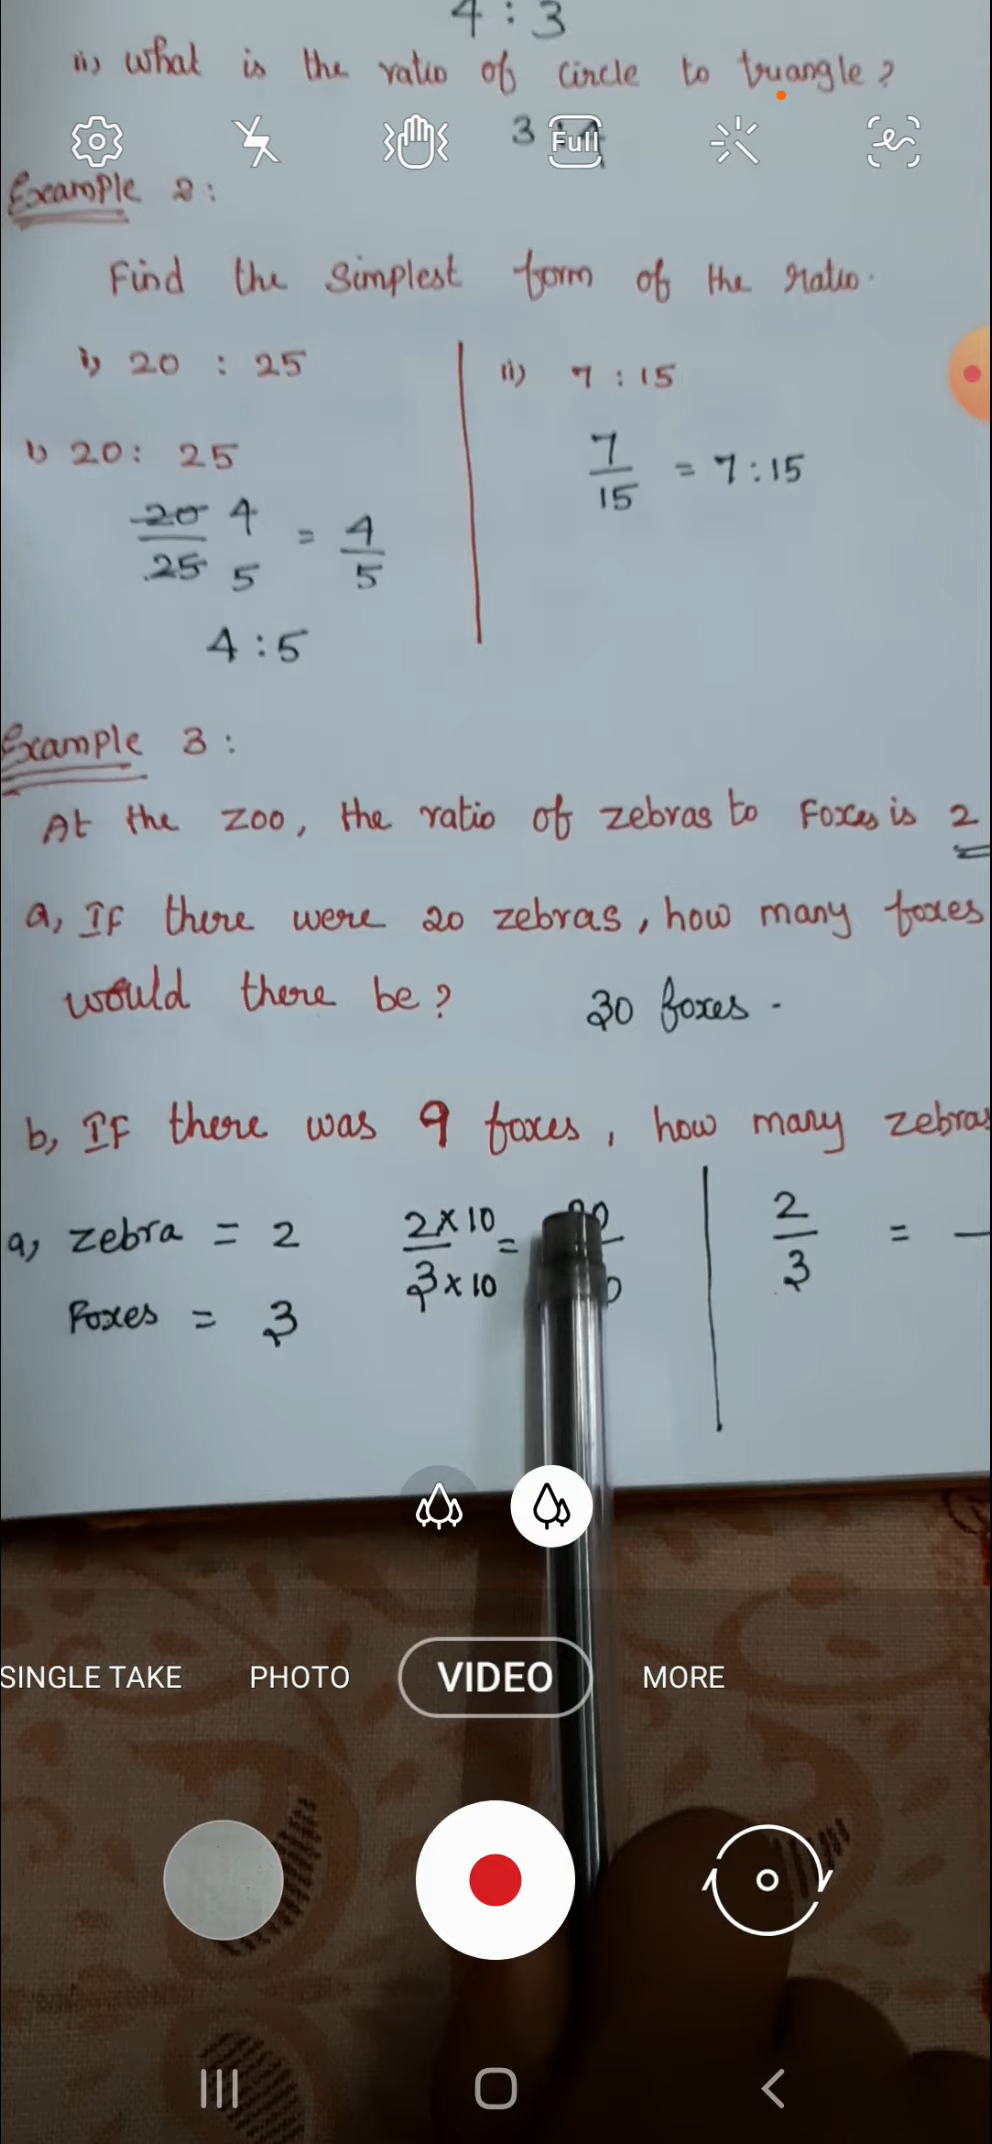 4 : 3
ii) what is the ratio of circle to truangle?
3 :
Full
Example 2 :
Find the simplest form of the ratio.
i) 20 : 25
ii) 7 : 15
i) 20 : 25
7/15 = 7 : 15
20/25 4/5 = 4/5
4 : 5
Example 3 :
At the zoo, the ratio of zebras to Foxes is 2
a, IF there were 20 zebras, how many foxes
would there be? 30 foxes -
b, IF there was 9 foxes, how many zebras
a, zebra = 2
Foxes = 3
2 x 10 / 3 x 10 =
2/3 = —
SINGLE TAKE PHOTO VIDEO MORE